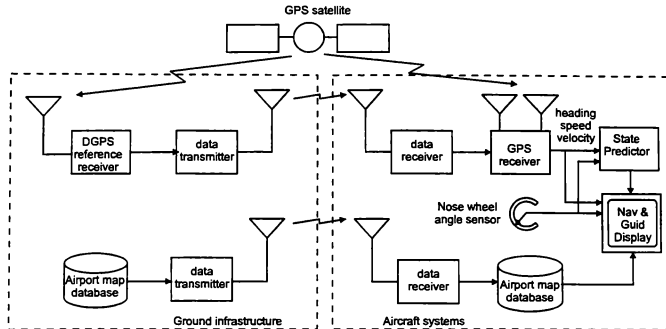 GPS satellite
DGPS
reference
receiver
data
transmitter
data
receiver
GPS
receiver
heading
speed
velocity
State
Predictor
Nose wheel
angle sensor
Nav &
Guid
Display
Airport map
database
data
transmitter
data
receiver
Airport map
database
Ground infrastructure
Aircraft systems